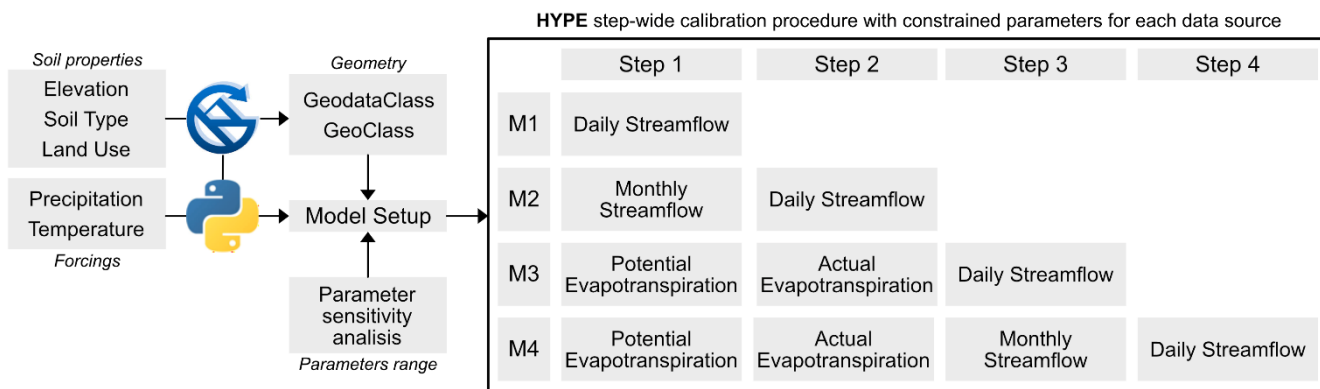 HYPE step-wide calibration procedure with constrained parameters for each data source
Soil properties
Elevation
Soil Type
Land Use
Precipitation
Temperature
Forcings
Geometry
GeodataClass
GeoClass
Model Setup
Parameter
sensitivity
analisis
Parameters range
Step 1
Step 2
Step 3
Step 4
M1
Daily Streamflow
M2
Monthly
Streamflow
Daily Streamflow
M3
Potential
Evapotranspiration
Actual
Evapotranspiration
Daily Streamflow
M4
Potential
Evapotranspiration
Actual
Evapotranspiration
Monthly
Streamflow
Daily Streamflow